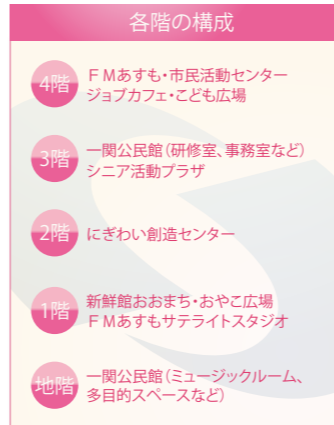 各階の構成
4階
ＦＭあすも・市民活動センター
ジョブカフェ・こども広場
3階
一関公民館（研修室、事務室など）
シニア活動プラザ
2階
にぎわい創造センター
1階
新鮮館おおまち・おやこ広場
ＦＭあすもサテライトスタジオ
地階
一関公民館（ミュージックルーム、
多目的スペースなど）